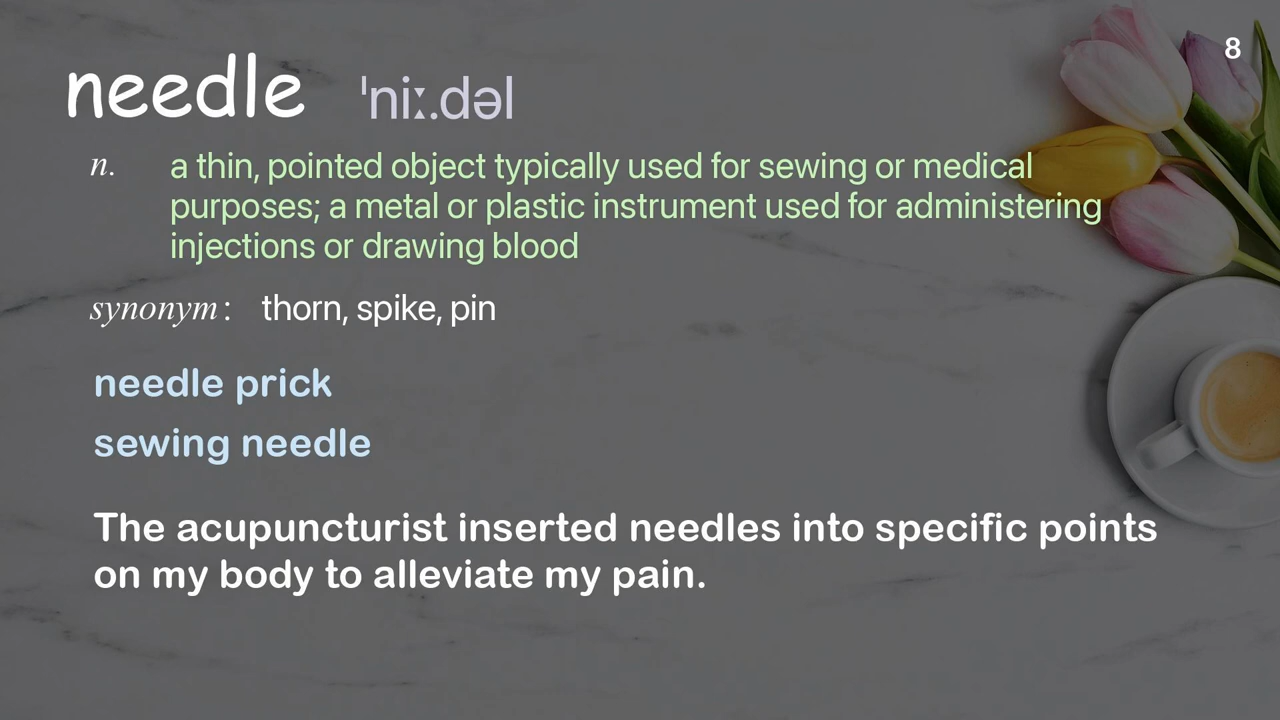 8
needle ˈniː.dəl
n. a thin, pointed object typically used for sewing or medical
purposes; a metal or plastic instrument used for administering
injections or drawing blood
synonym: thorn, spike, pin
needle prick
sewing needle
The acupuncturist inserted needles into specific points
on my body to alleviate my pain.